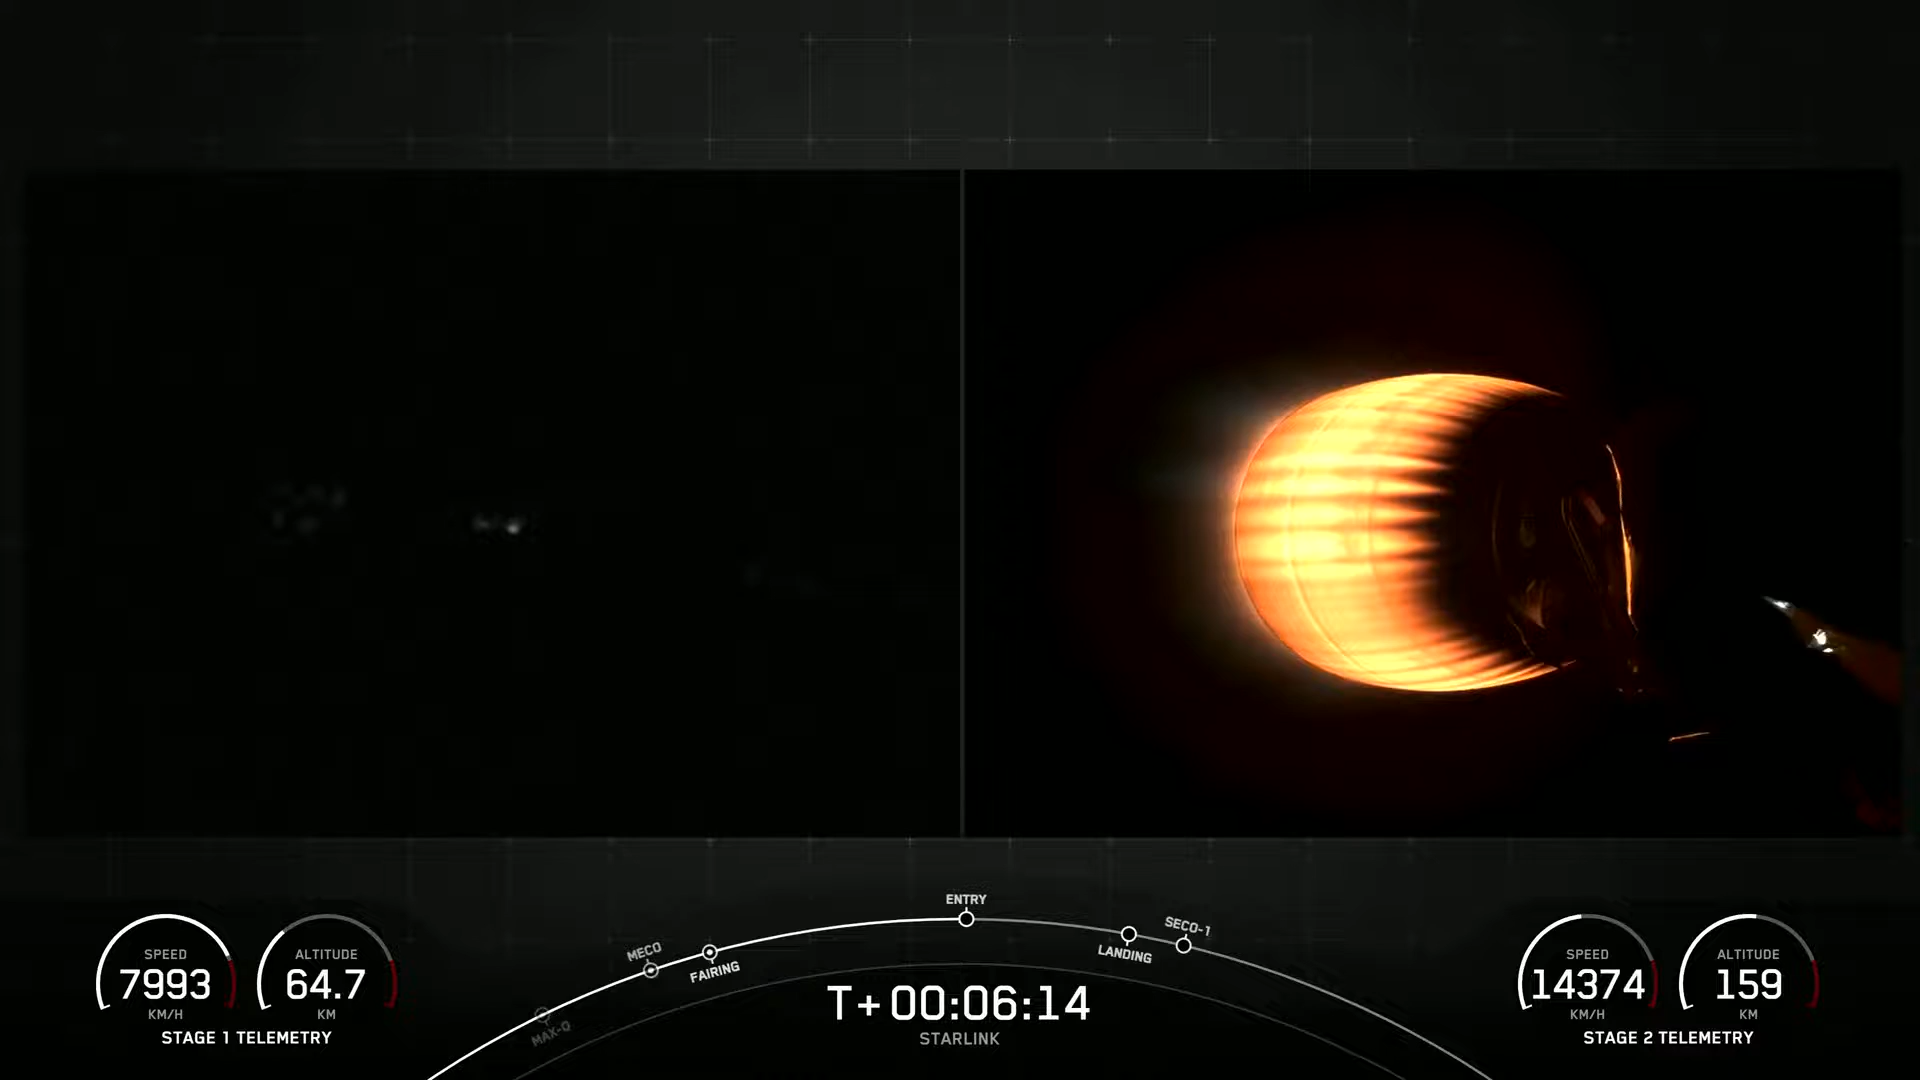 ENTRY
MECO
FAIRING
MAX-Q
LANDING
SECO-1
SPEED
7993
KM/H
ALTITUDE
64.7
KM
STAGE 1 TELEMETRY
T+00:06:14
STARLINK
SPEED
14374
KM/H
ALTITUDE
159
KM
STAGE 2 TELEMETRY